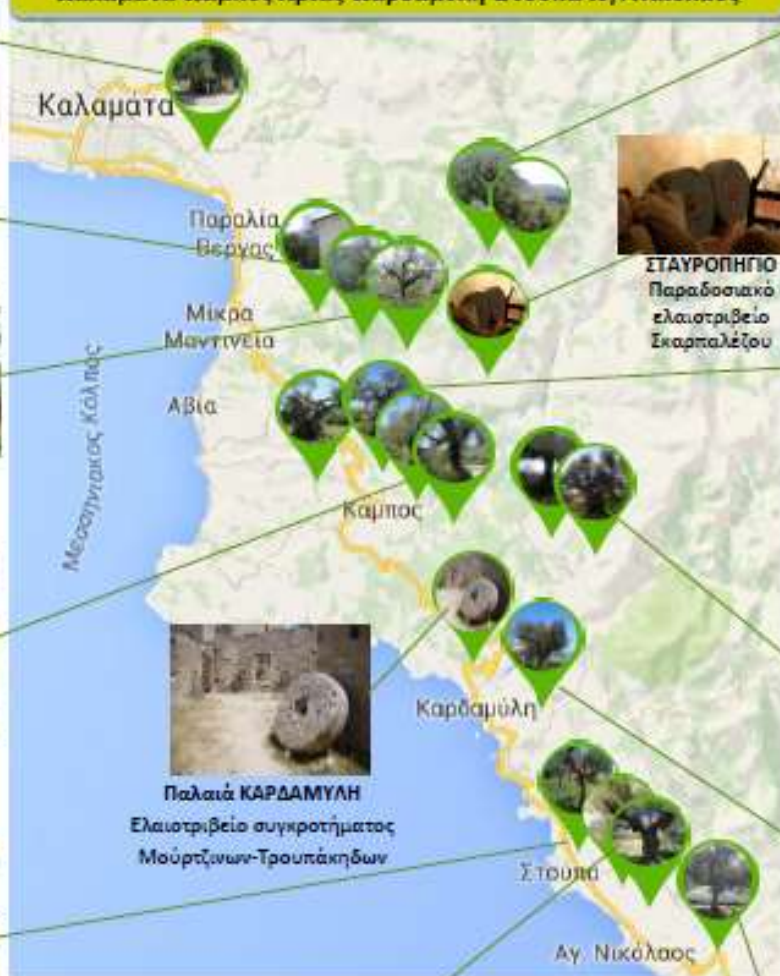 Καλαμάτα
Παραλία
Βέργας
ΣΤΑΥΡΟΠΗΓΙΟ
Παραδοσιακό
ελαιοτριβείο
Σκαρπαλέζου
Μικρά
Μαντίνεια
Αβία
Μεσσηνιακός Κόλπος
Κάμπος
Καρδαμύλη
Παλαιά ΚΑΡΔΑΜΥΛΗ
Ελαιοτριβείο συγκροτήματος
Μούρτζινων-Τρουπάκηδων
Στούπα
Αγ. Νικόλαος